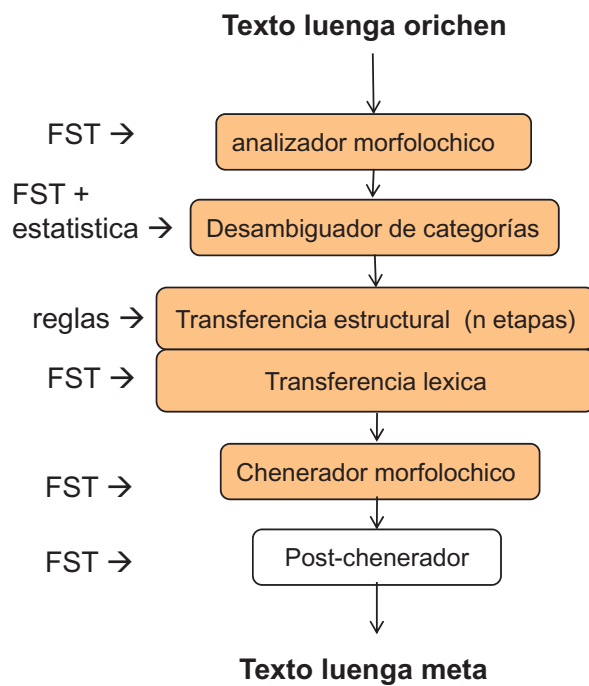 Texto luenga orichen
FST →
analizador morfolochico
FST +
estatistica →
Desambiguador de categorías
reglas →
Transferencia estructural (n etapas)
FST →
Transferencia lexica
FST →
Chenerador morfolochico
FST →
Post-chenerador
Texto luenga meta